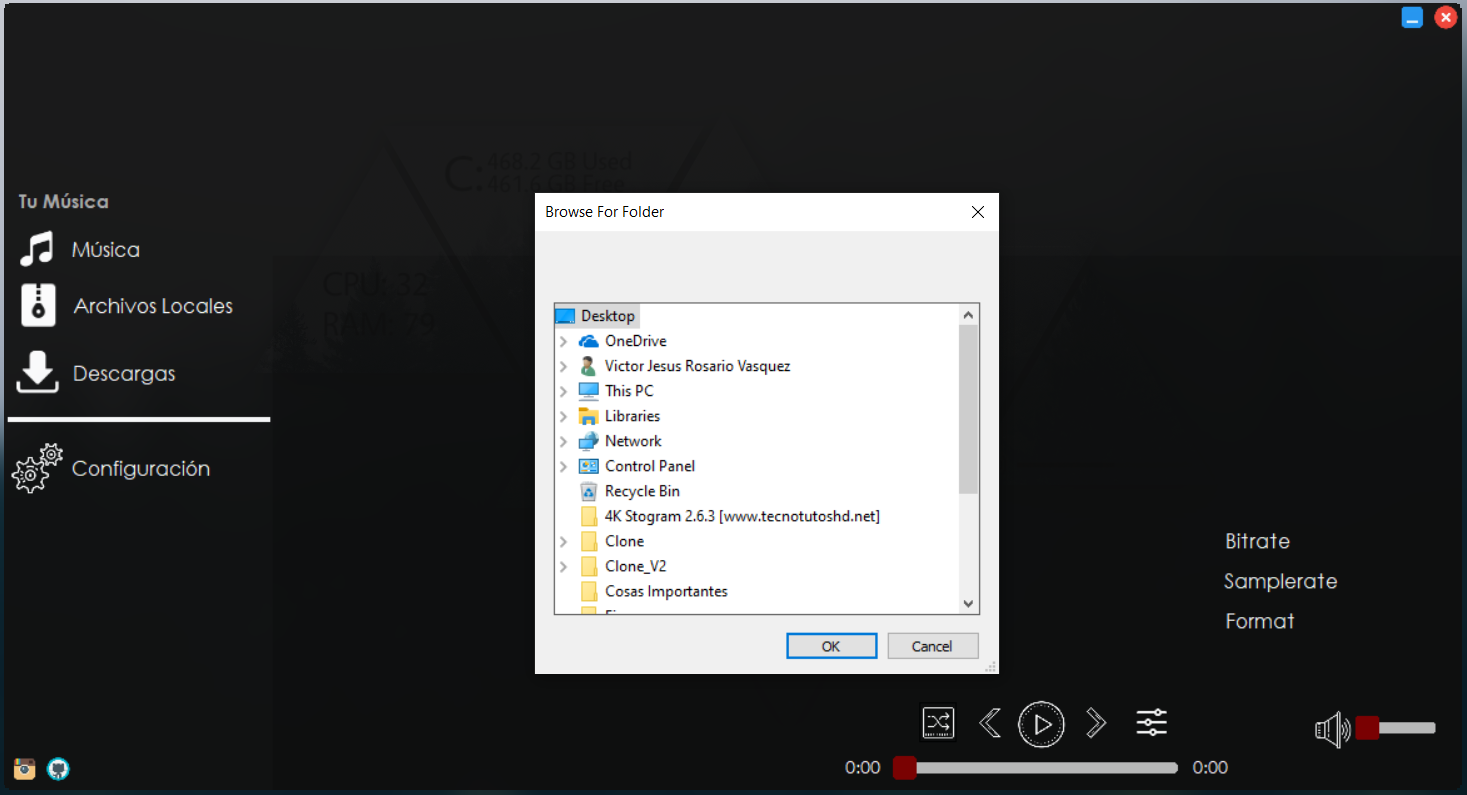 C: 468.2 GB Used
461.6 GB Free
Tu Música
Música
Archivos Locales
Descargas
Configuración
CPU: 32
RAM: 29
Browse For Folder
Desktop
OneDrive
Victor Jesus Rosario Vasquez
This PC
Libraries
Network
Control Panel
Recycle Bin
4K Stogram 2.6.3 [www.tecnotutoshd.net]
Clone
Clone_V2
Cosas Importantes
OK
Cancel
Bitrate
Samplerate
Format
0:00
0:00